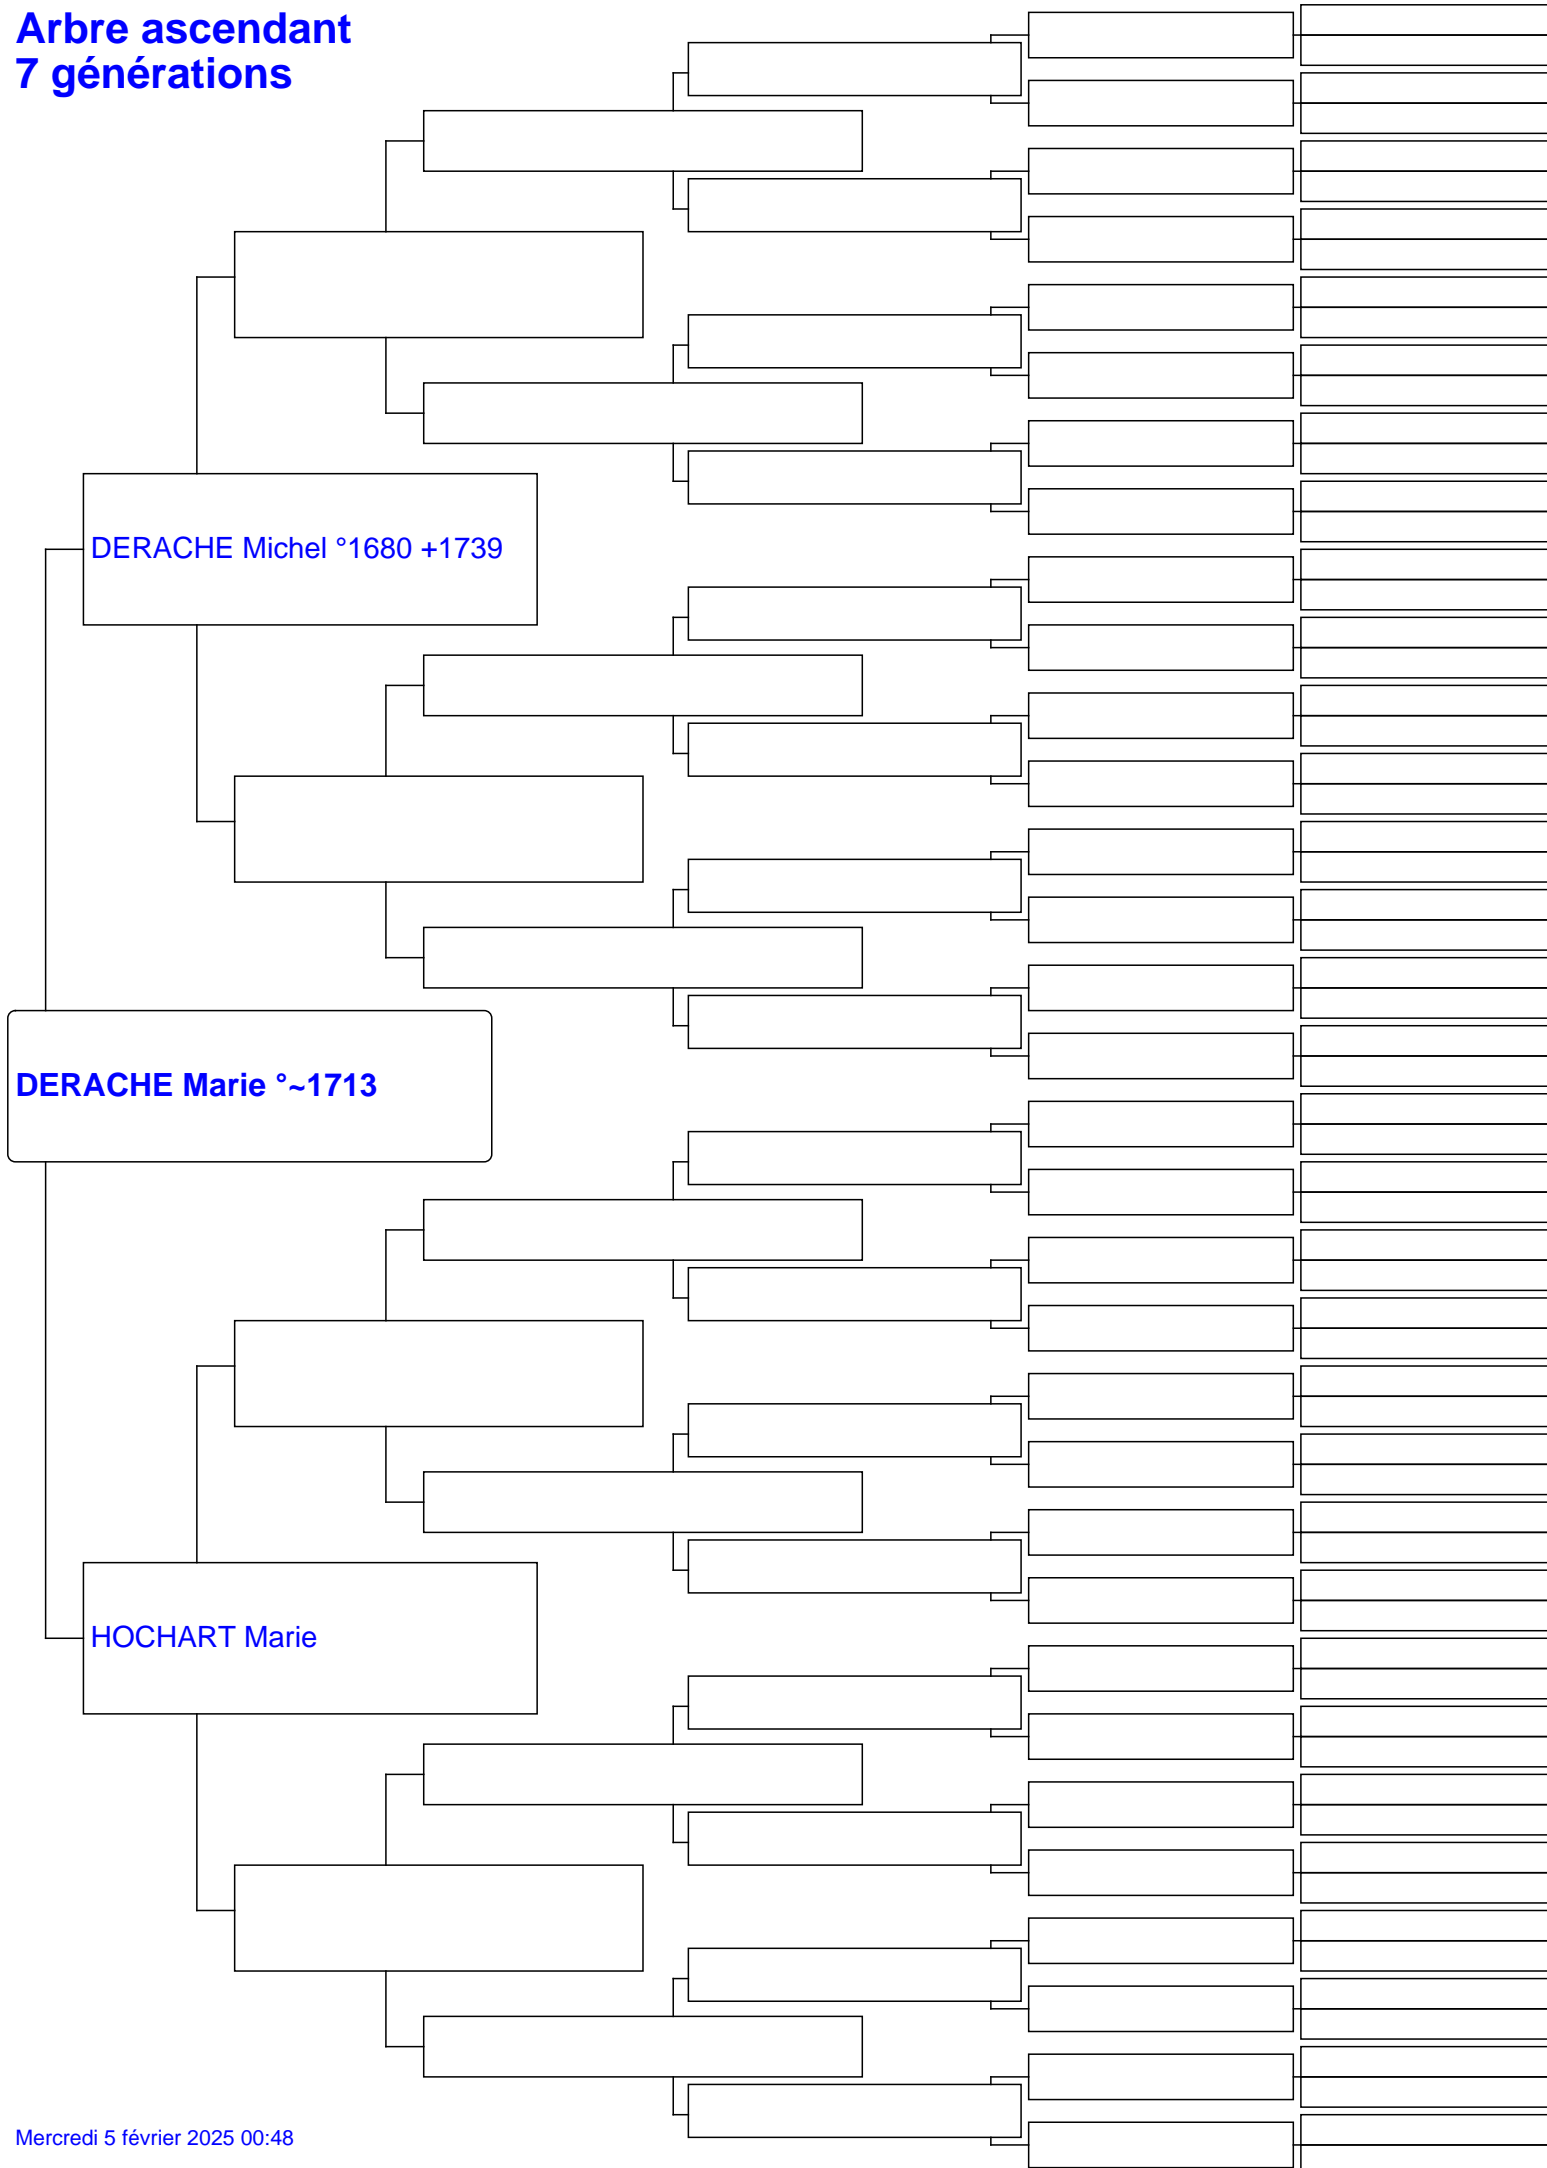 Arbre ascendant
7 générations
DERACHE Michel °1680 +1739
DERACHE Marie °~1713
HOCHART Marie
Mercredi 5 février 2025 00:48